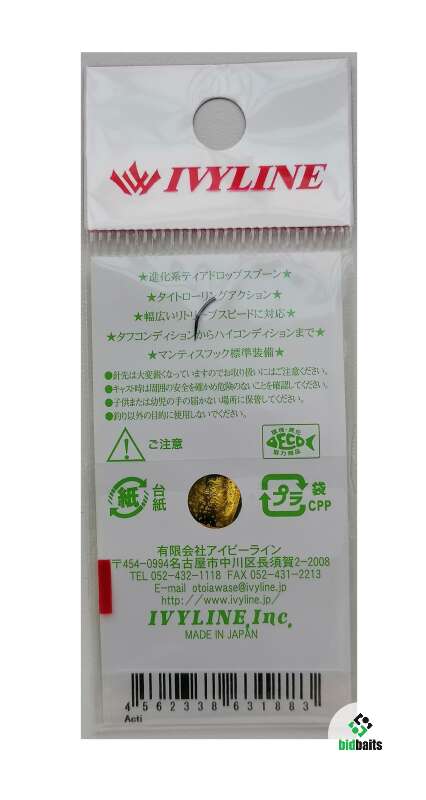 IVYLINE
★進化系ティアドロップスプーン★
★タイトローリングアクション★
★幅広いリトリーブスピードに対応★
★タフコンディションからハイコンディションまで★
★マンティスフック標準装備★
●針先は大変鋭くなっていますのでお取り扱いにはご注意ください。
●キャスト時は周囲の安全を確かめ危険のないことを確認してください。
●子供または幼児の手の届かない場所に保管してください。
●釣り以外の目的に使用しないでください。
ご注意
環境・異化
ECO
協力商品
紙
台紙
プラ
袋
CPP
有限会社アイビーライン
〒454-0994名古屋市中川区長須賀2-2008
TEL 052-432-1118 FAX 052-431-2213
E-mail otoiawase@ivyline.jp
http://www.ivyline.jp/
IVYLINE,Inc.
MADE IN JAPAN
4 562338 631883
Acti
bidbaits